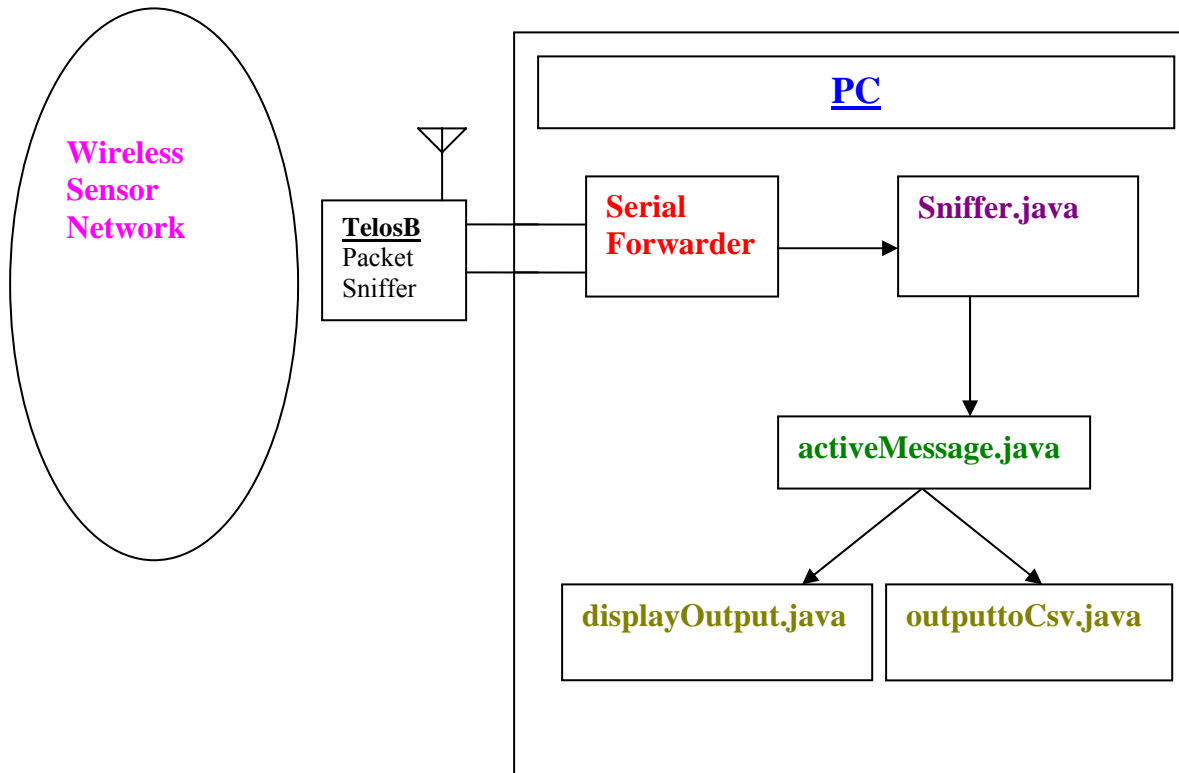 PC
Wireless
Sensor
Network
TelosB
Packet
Sniffer
Serial
Forwarder
Sniffer.java
activeMessage.java
displayOutput.java
outputtoCsv.java